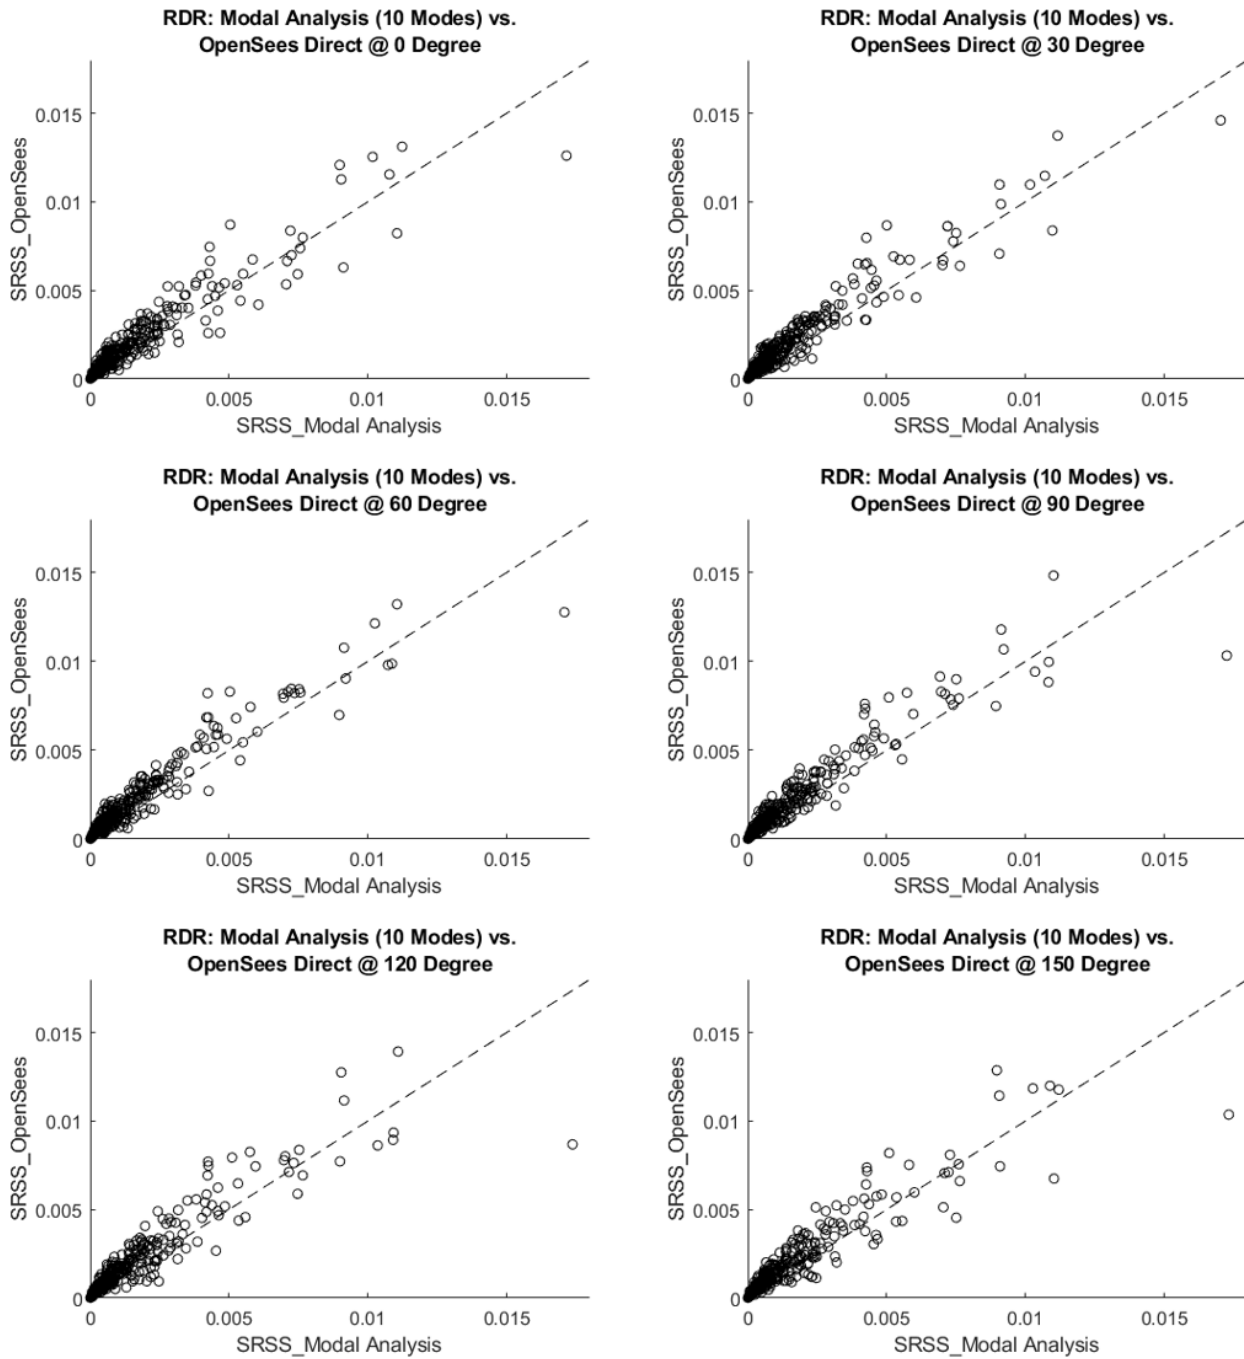 RDR: Modal Analysis (10 Modes) vs.
OpenSees Direct @ 0 Degree
0.015
0.01
0.005
0
SRSS_OpenSees
0 0.005 0.01 0.015
SRSS_Modal Analysis
RDR: Modal Analysis (10 Modes) vs.
OpenSees Direct @ 30 Degree
0.015
0.01
0.005
0
SRSS_OpenSees
0 0.005 0.01 0.015
SRSS_Modal Analysis
RDR: Modal Analysis (10 Modes) vs.
OpenSees Direct @ 60 Degree
0.015
0.01
0.005
0
SRSS_OpenSees
0 0.005 0.01 0.015
SRSS_Modal Analysis
RDR: Modal Analysis (10 Modes) vs.
OpenSees Direct @ 90 Degree
0.015
0.01
0.005
0
SRSS_OpenSees
0 0.005 0.01 0.015
SRSS_Modal Analysis
RDR: Modal Analysis (10 Modes) vs.
OpenSees Direct @ 120 Degree
0.015
0.01
0.005
0
SRSS_OpenSees
0 0.005 0.01 0.015
SRSS_Modal Analysis
RDR: Modal Analysis (10 Modes) vs.
OpenSees Direct @ 150 Degree
0.015
0.01
0.005
0
SRSS_OpenSees
0 0.005 0.01 0.015
SRSS_Modal Analysis